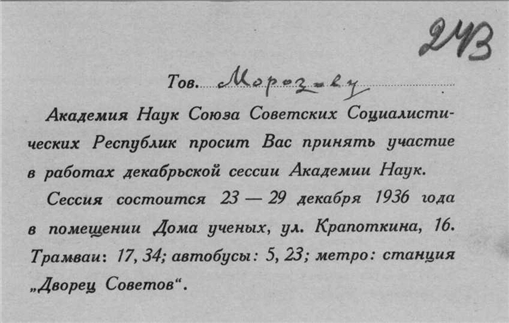 243
Тов. Морозову
Академия Наук Союза Советских Социалисти-
ческих Республик просит Вас принять участие
в работах декабрьской сессии Академии Наук.
Сессия состоится 23 — 29 декабря 1936 года
в помещении Дома ученых, ул. Крапоткина, 16.
Трамваи: 17, 34; автобусы: 5, 23; метро: станция
„Дворец Советов“.